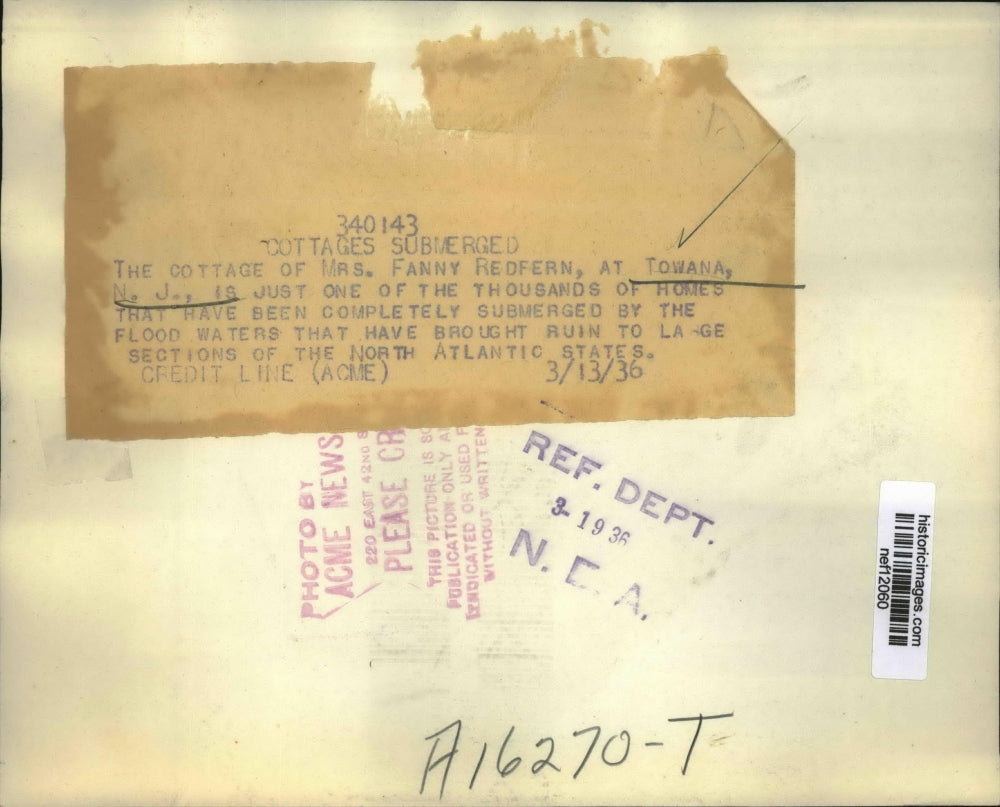 340143
COTTAGES SUBMERGED
THE COTTAGE OF MRS. FANNY REDFERN, AT TOWANA,
N. J., IS JUST ONE OF THE THOUSANDS OF HOMES
THAT HAVE BEEN COMPLETELY SUBMERGED BY THE
FLOOD WATERS THAT HAVE BROUGHT RUIN TO LA GE
SECTIONS OF THE NORTH ATLANTIC STATES.
CREDIT LINE (ACME) 3/13/36
PHOTO BY
ACME NEWS
220 EAST 42ND S
PLEASE CR
THIS PICTURE IS SO
PUBLICATION ONLY A
SYNDICATED OR USED F
WITHOUT WRITTEN
REF. DEPT.
3-19 36
N. E. A.
historicimages.com
nef12060
A16270-T